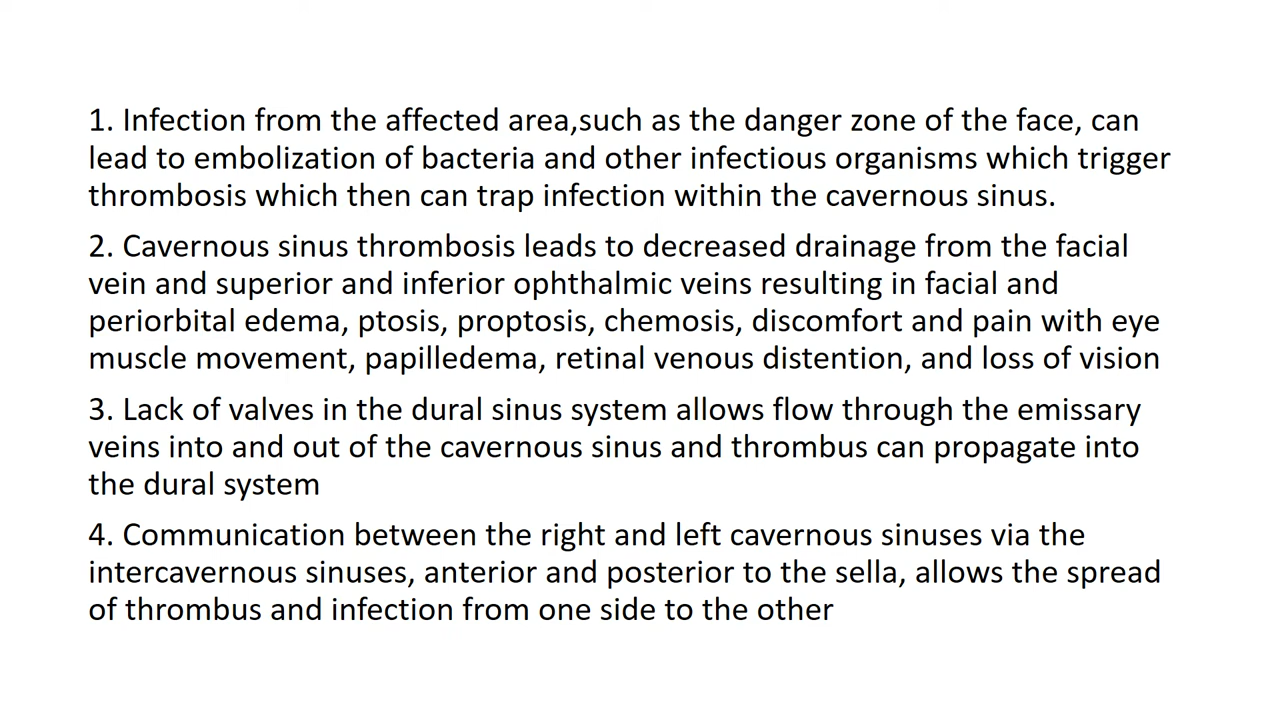 1. Infection from the affected area,such as the danger zone of the face, can
lead to embolization of bacteria and other infectious organisms which trigger
thrombosis which then can trap infection within the cavernous sinus.
2. Cavernous sinus thrombosis leads to decreased drainage from the facial
vein and superior and inferior ophthalmic veins resulting in facial and
periorbital edema, ptosis, proptosis, chemosis, discomfort and pain with eye
muscle movement, papilledema, retinal venous distention, and loss of vision
3. Lack of valves in the dural sinus system allows flow through the emissary
veins into and out of the cavernous sinus and thrombus can propagate into
the dural system
4. Communication between the right and left cavernous sinuses via the
intercavernous sinuses, anterior and posterior to the sella, allows the spread
of thrombus and infection from one side to the other